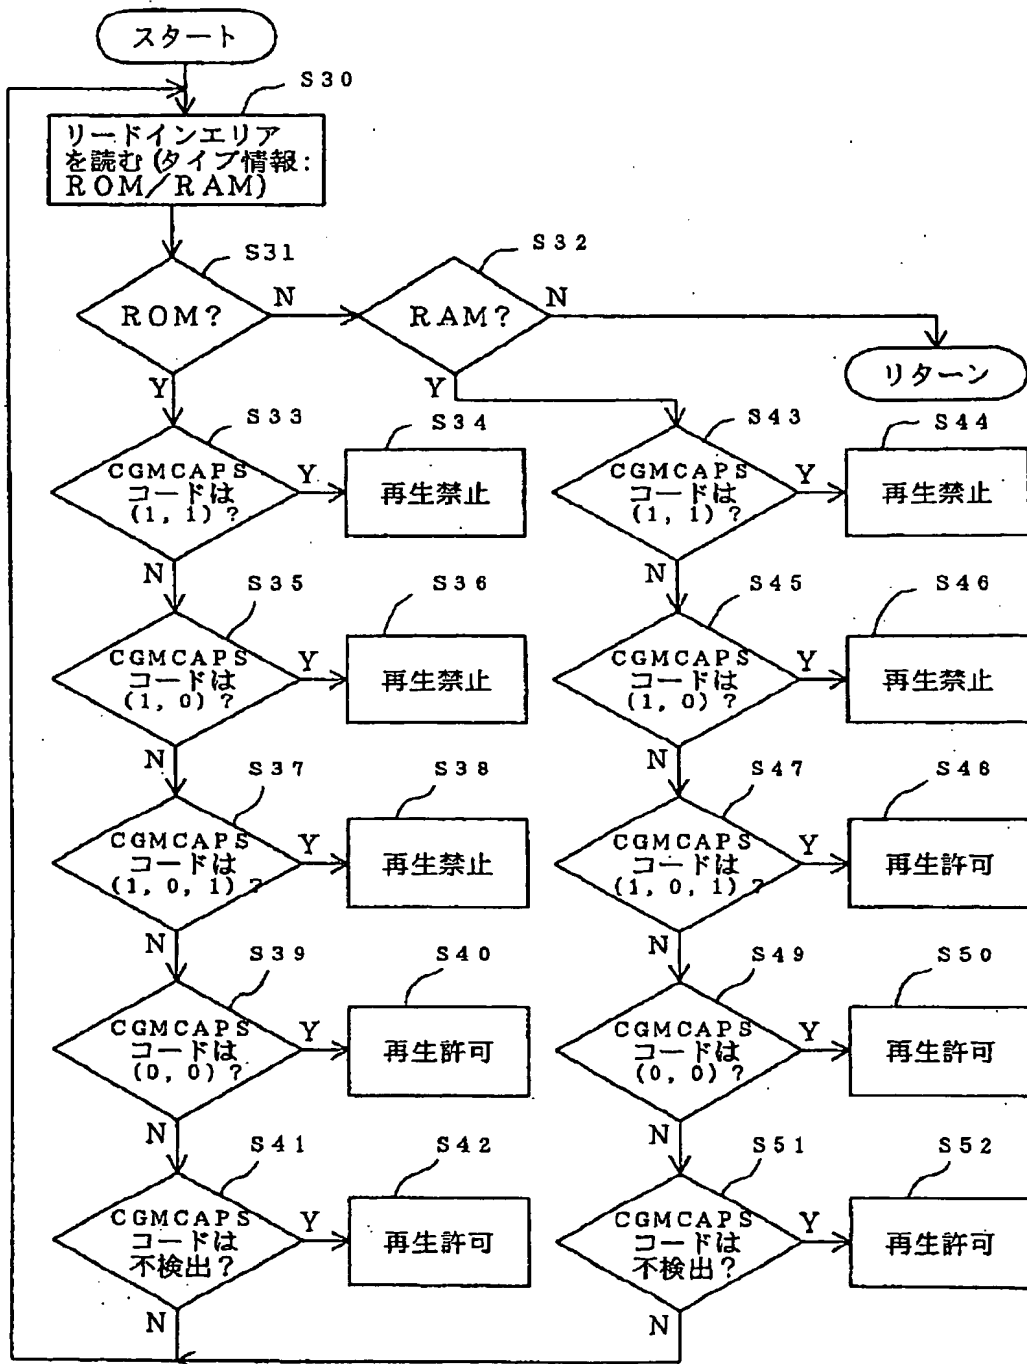 スタート
S30
リードインエリア
を読む(タイプ情報:
ROM/RAM)
S31
ROM?
N
S32
RAM?
N
リターン
Y
Y
S33
CGMCAPS
コードは
(1, 1)?
Y
S34
再生禁止
S43
CGMCAPS
コードは
(1, 1)?
Y
S44
再生禁止
N
N
S35
CGMCAPS
コードは
(1, 0)?
Y
S36
再生禁止
S45
CGMCAPS
コードは
(1, 0)?
Y
S46
再生禁止
N
N
S37
CGMCAPS
コードは
(1, 0, 1)?
Y
S38
再生禁止
S47
CGMCAPS
コードは
(1, 0, 1)?
Y
S48
再生許可
N
N
S39
CGMCAPS
コードは
(0, 0)?
Y
S40
再生許可
S49
CGMCAPS
コードは
(0, 0)?
Y
S50
再生許可
N
N
S41
CGMCAPS
コードは
不検出?
Y
S42
再生許可
S51
CGMCAPS
コードは
不検出?
Y
S52
再生許可
N
N